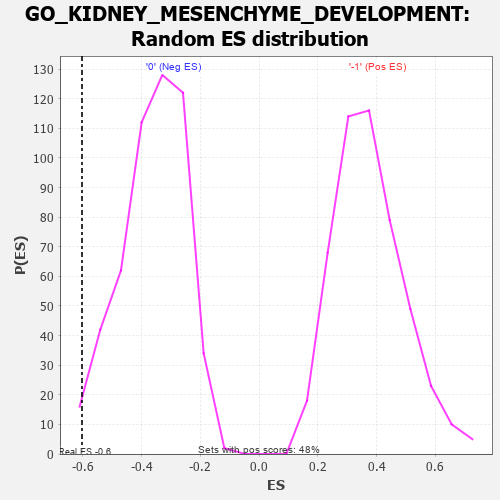 GO_KIDNEY_MESENCHYME_DEVELOPMENT:
Random ES distribution
'0' (Neg ES)
'-1' (Pos ES)
130
120
110
100
90
80
70
60
50
40
30
20
10
0
P(ES)
Real ES -0.6
Sets with pos scores: 48%
-0.6 -0.4 -0.2 0.0 0.2 0.4 0.6
ES